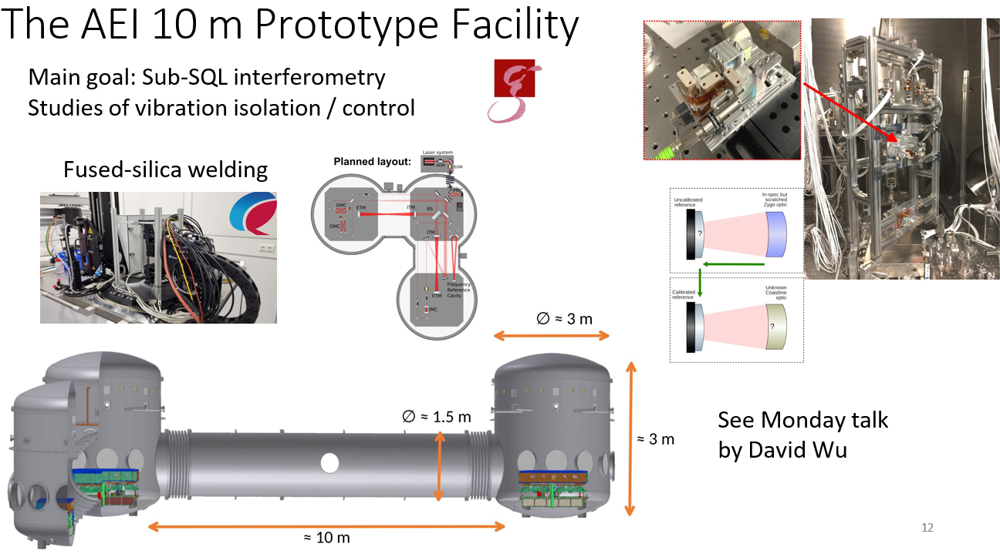 The AEI 10 m Prototype Facility
Main goal: Sub-SQL interferometry
Studies of vibration isolation / control
Fused-silica welding
Planned layout:
Laser system
AOM
EOM
PMC
OMC
ETM
ITM
BS
ISS
OMC
ITM
Frequency
Reference
Cavity
ETM
IMC
Uncalibrated
reference
In-spec but
scratched
Zygo optic
?
Calibrated
reference
Unknown
Coastline
optic
?
∅ ≈ 3 m
∅ ≈ 1.5 m
≈ 3 m
≈ 10 m
See Monday talk
by David Wu
12